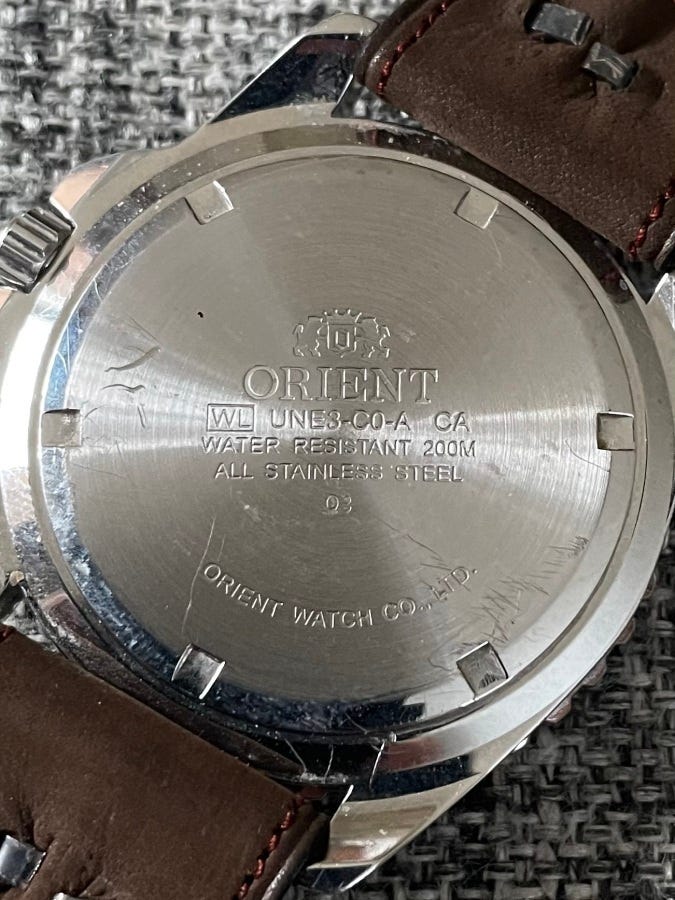 ORIENT
WL UNE3-C0-A CA
WATER RESISTANT 200M
ALL STAINLESS STEEL
03
ORIENT WATCH CO., LTD.